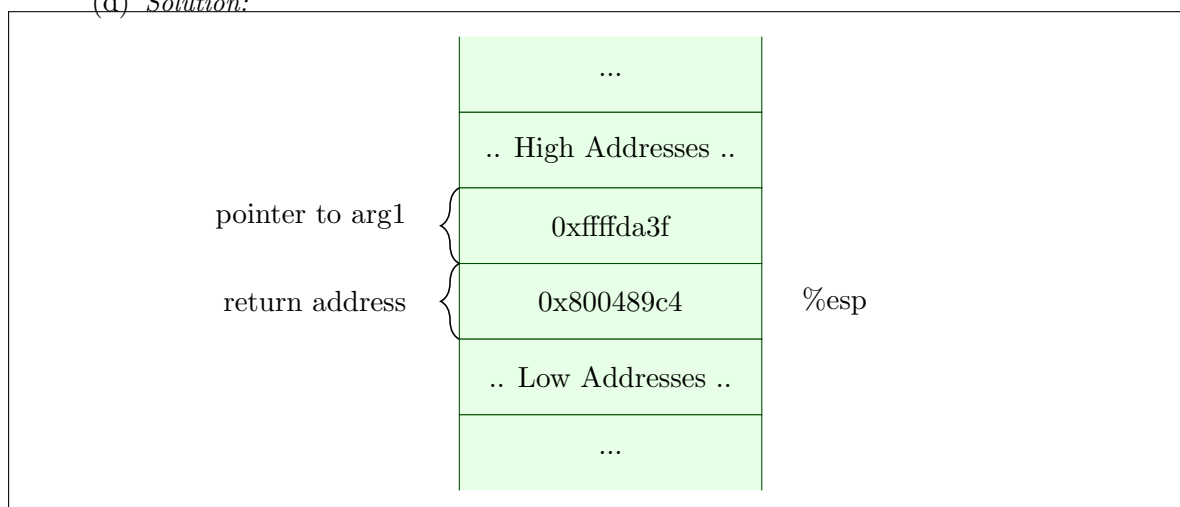 (d) Solution:
...
.. High Addresses ..
pointer to arg1 0xffffda3f
return address 0x800489c4 %esp
.. Low Addresses ..
...